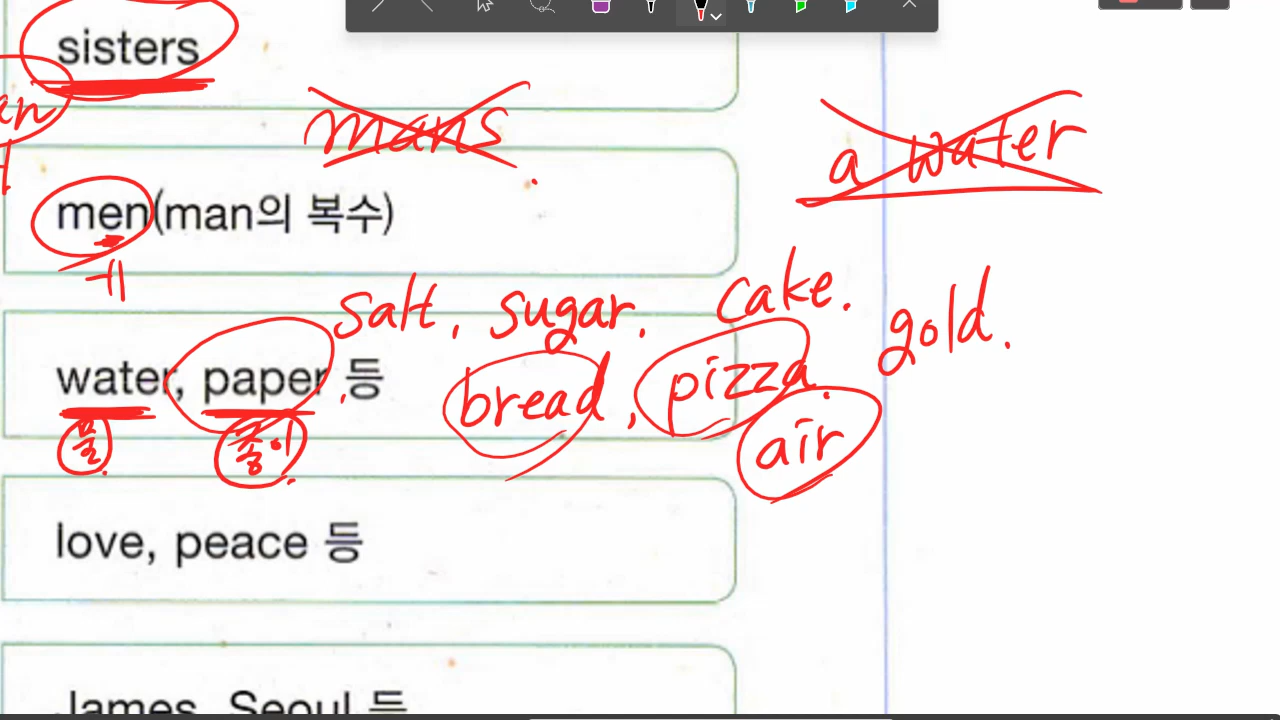 sisters
an
mans
a water
men(man의 복수)
ㅔ
salt, sugar, cake. gold.
water, paper 등
bread, pizza
물 종이 air
love, peace 등
James, Seoul 등